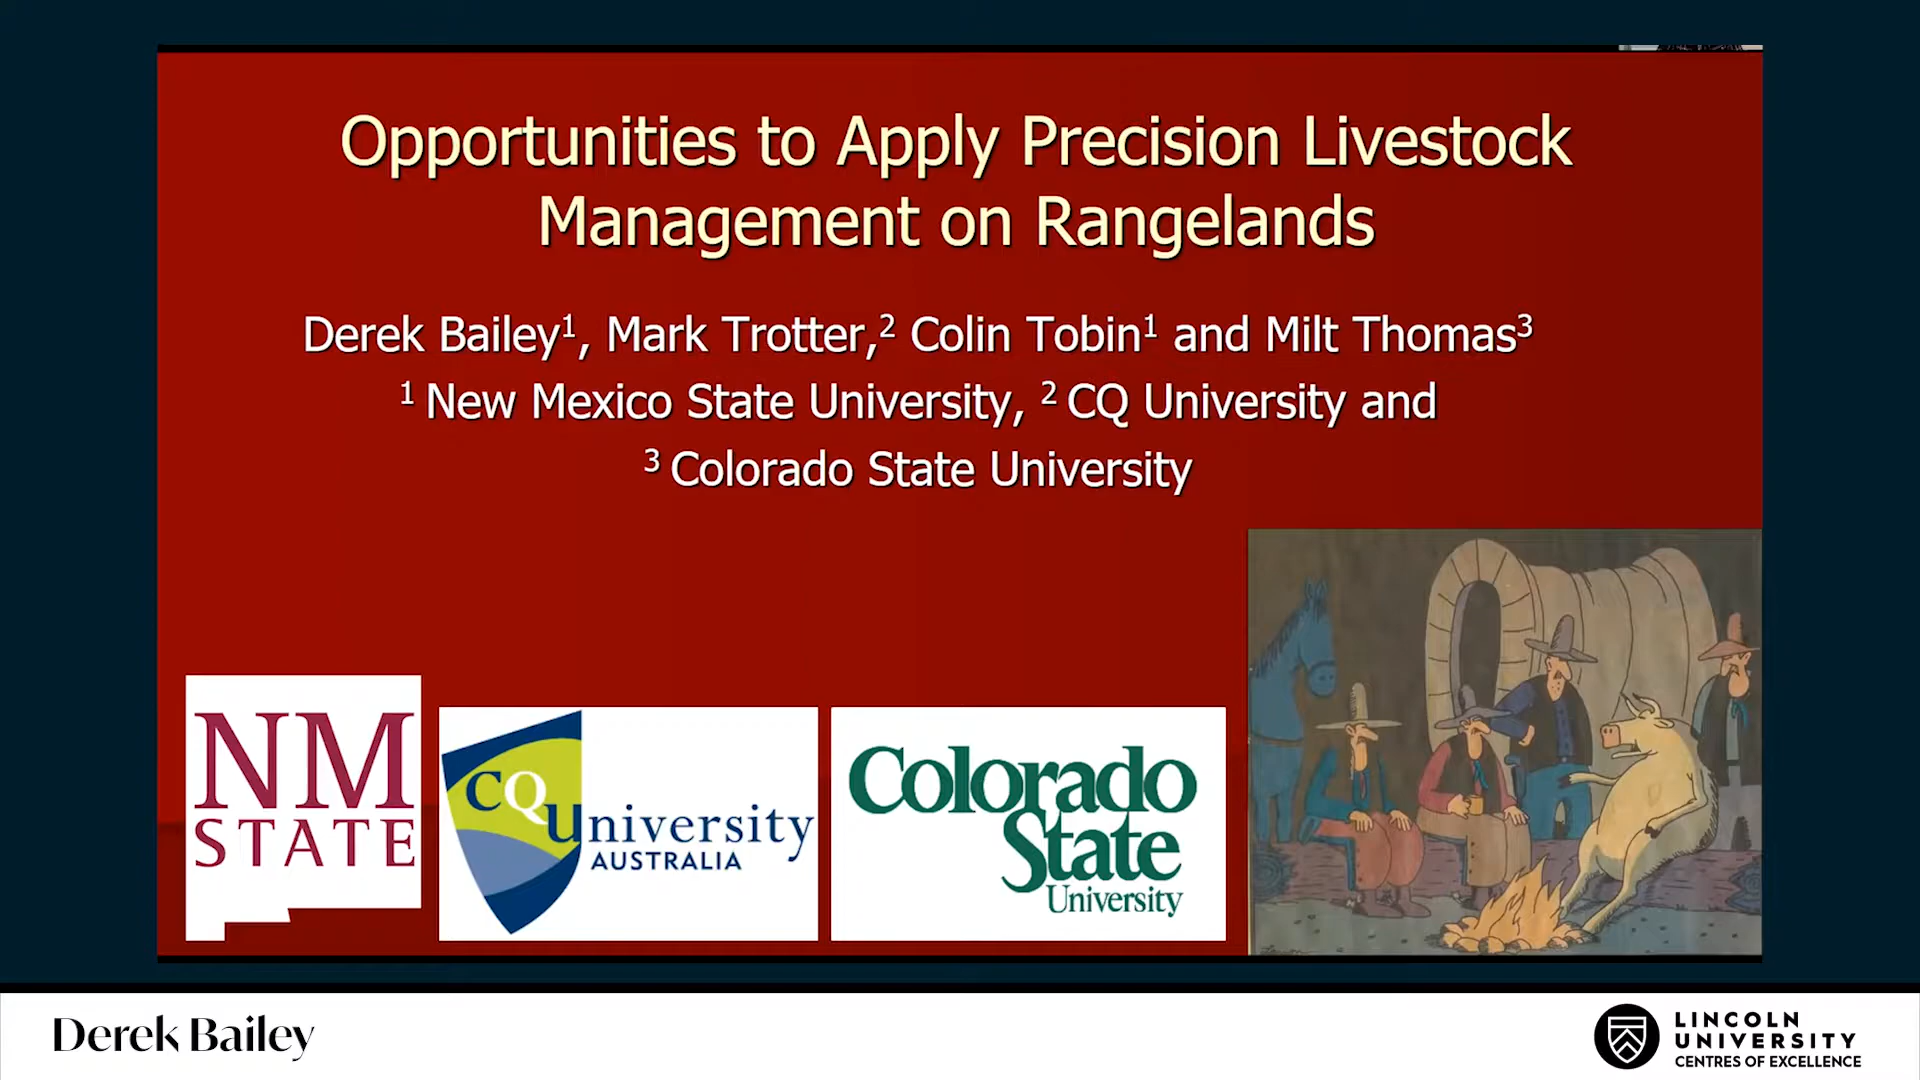 Opportunities to Apply Precision Livestock
Management on Rangelands
Derek Bailey¹, Mark Trotter,² Colin Tobin¹ and Milt Thomas³
¹ New Mexico State University, ² CQ University and
³ Colorado State University
NM
STATE
CQUniversity
AUSTRALIA
Colorado
State
University
Derek Bailey
LINCOLN
UNIVERSITY
CENTRES OF EXCELLENCE